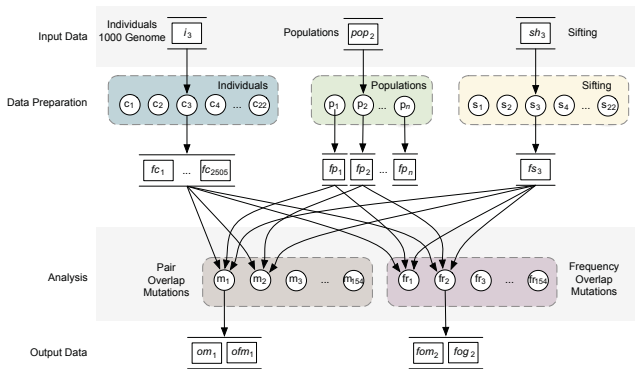 Input Data
Individuals
1000 Genome
i3
Populations
pop2
sh3
Sifting
Data Preparation
Individuals
c1 c2 c3 c4 ... c22
Populations
p1 p2 ... pn
Sifting
s1 s2 s3 s4 ... s22
fc1 ... fc2505
fp1 fp2 ... fpn
fs3
Analysis
Pair
Overlap
Mutations
m1 m2 m3 ... m154
fr1 fr2 fr3 ... fr154
Frequency
Overlap
Mutations
Output Data
om1 ofm1
fom2 fog2